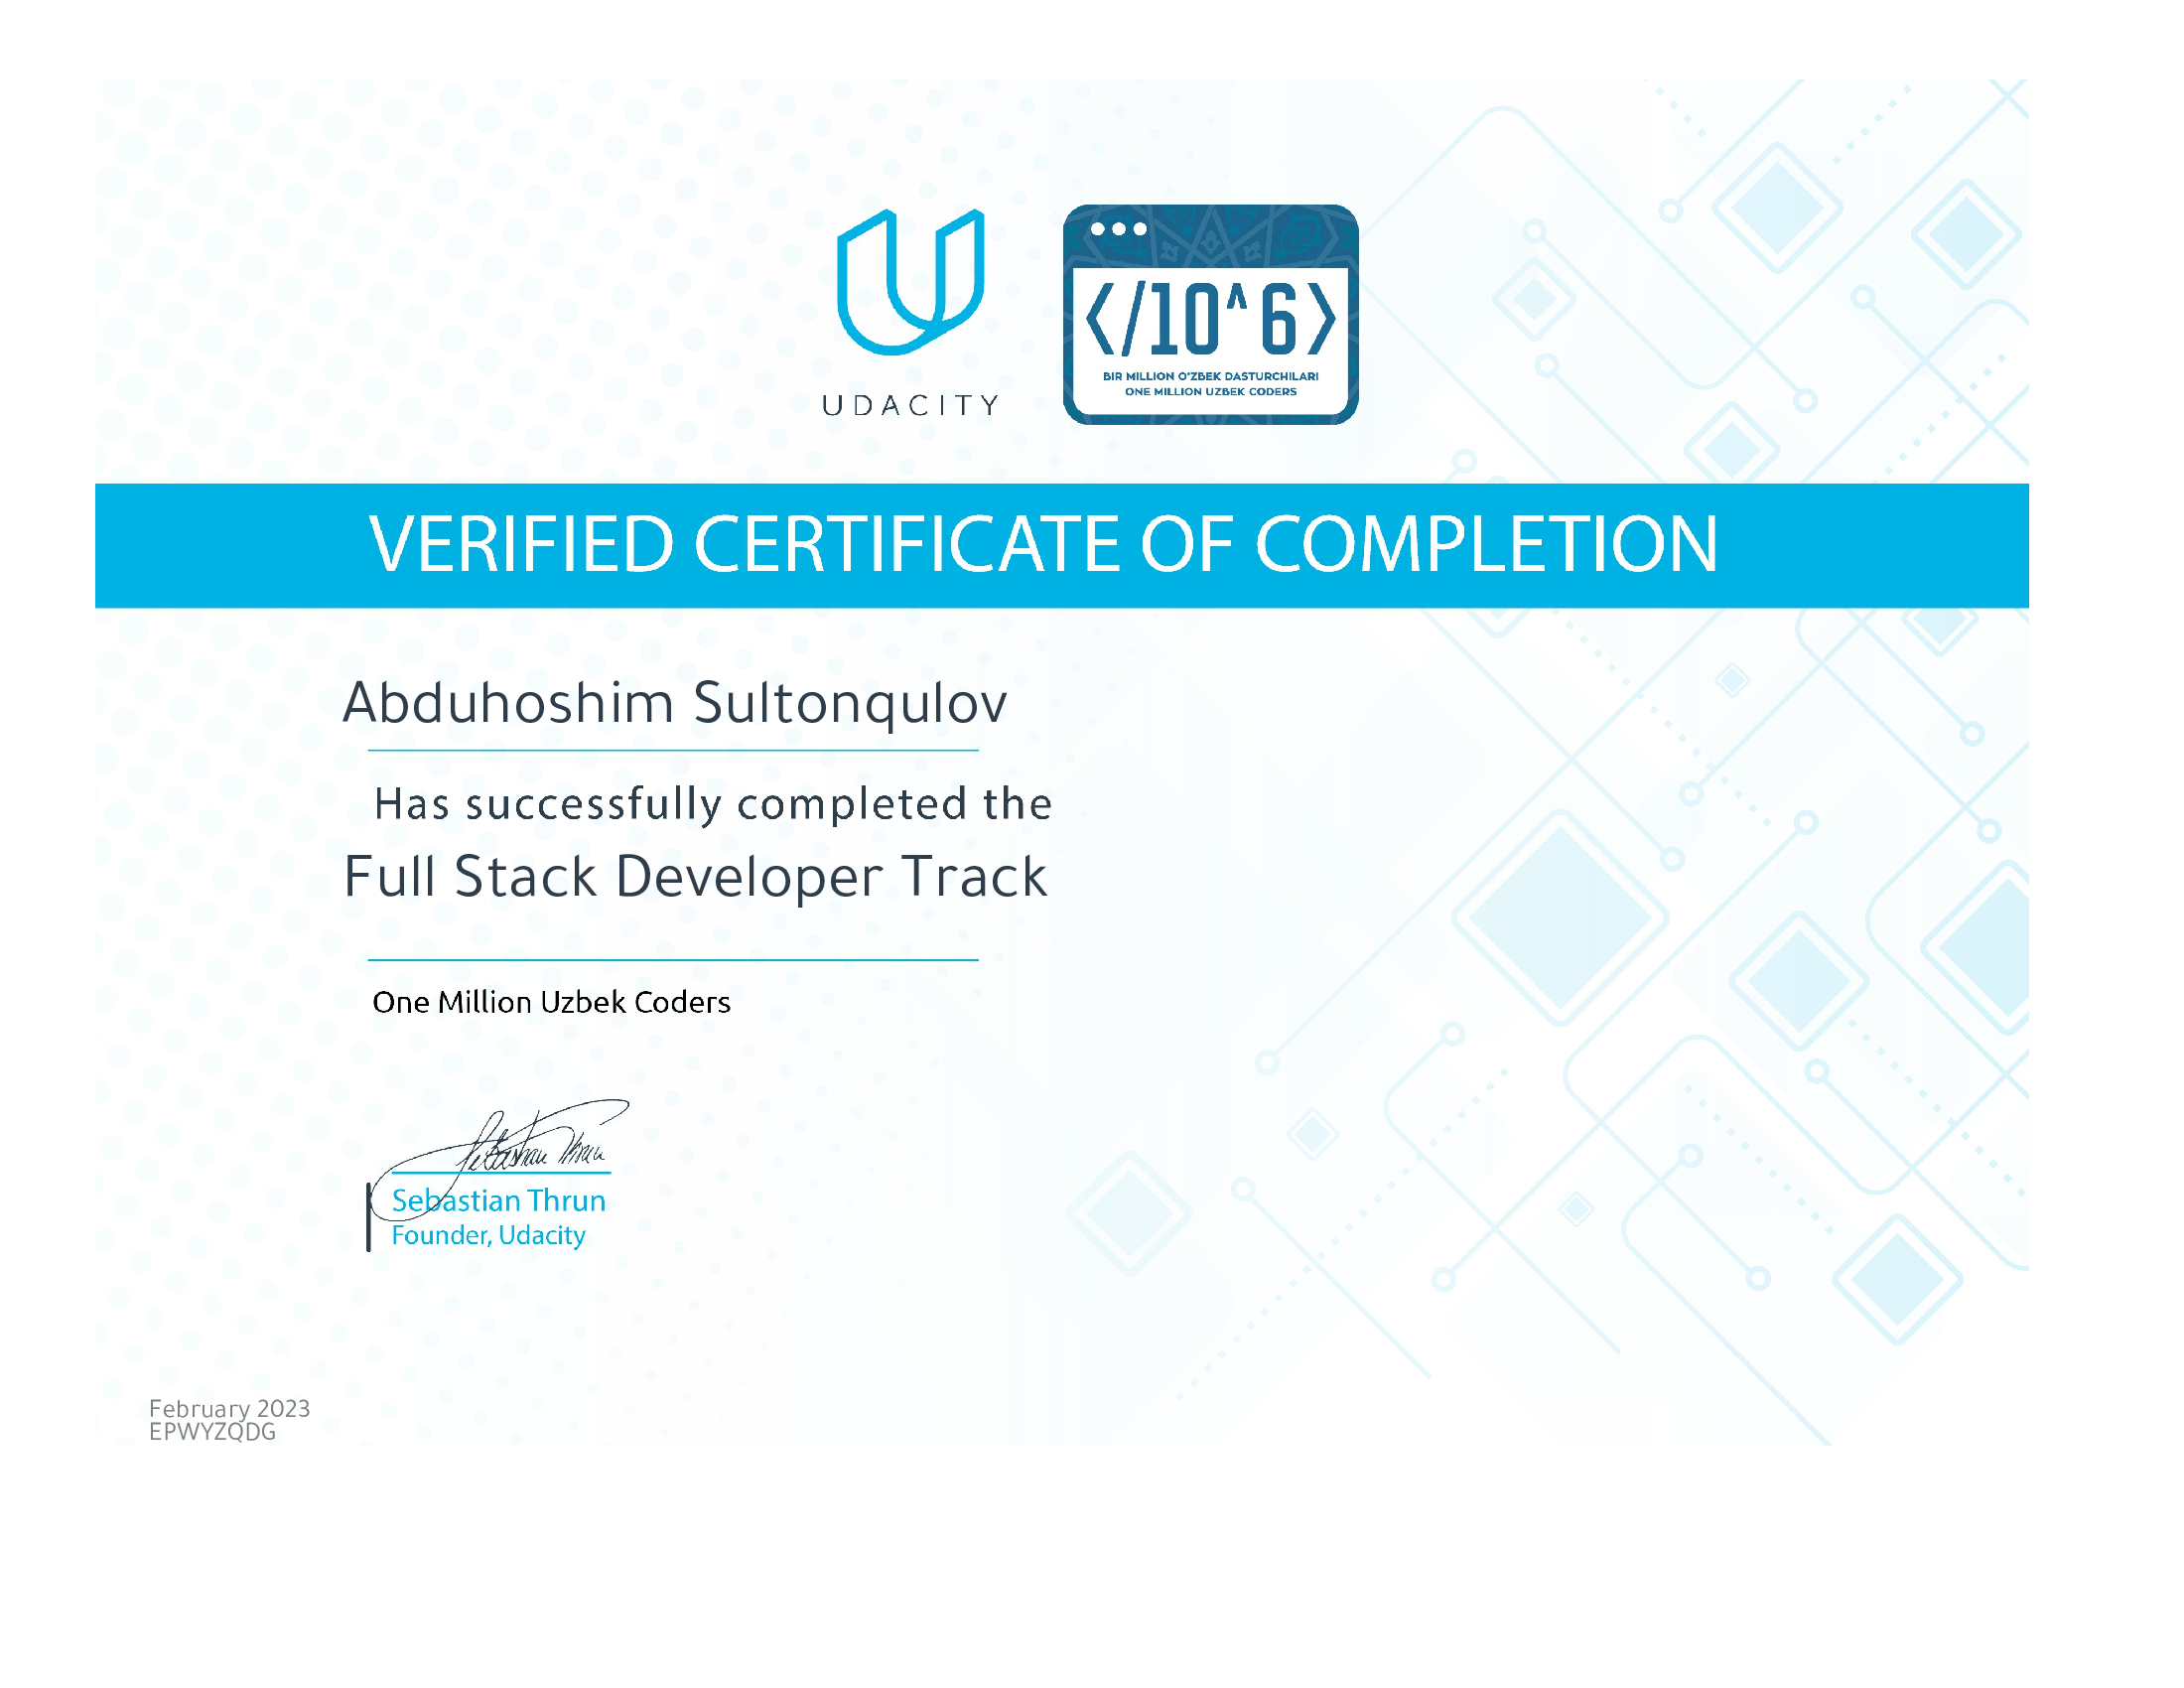 UDACITY
</10^6>
BIR MILLION O'ZBEK DASTURCHILARI
ONE MILLION UZBEK CODERS
VERIFIED CERTIFICATE OF COMPLETION
Abduhoshim Sultonqulov
Has successfully completed the
Full Stack Developer Track
One Million Uzbek Coders
Sebastian Thrun
Sebastian Thrun
Founder, Udacity
February 2023
EPWYZQDG